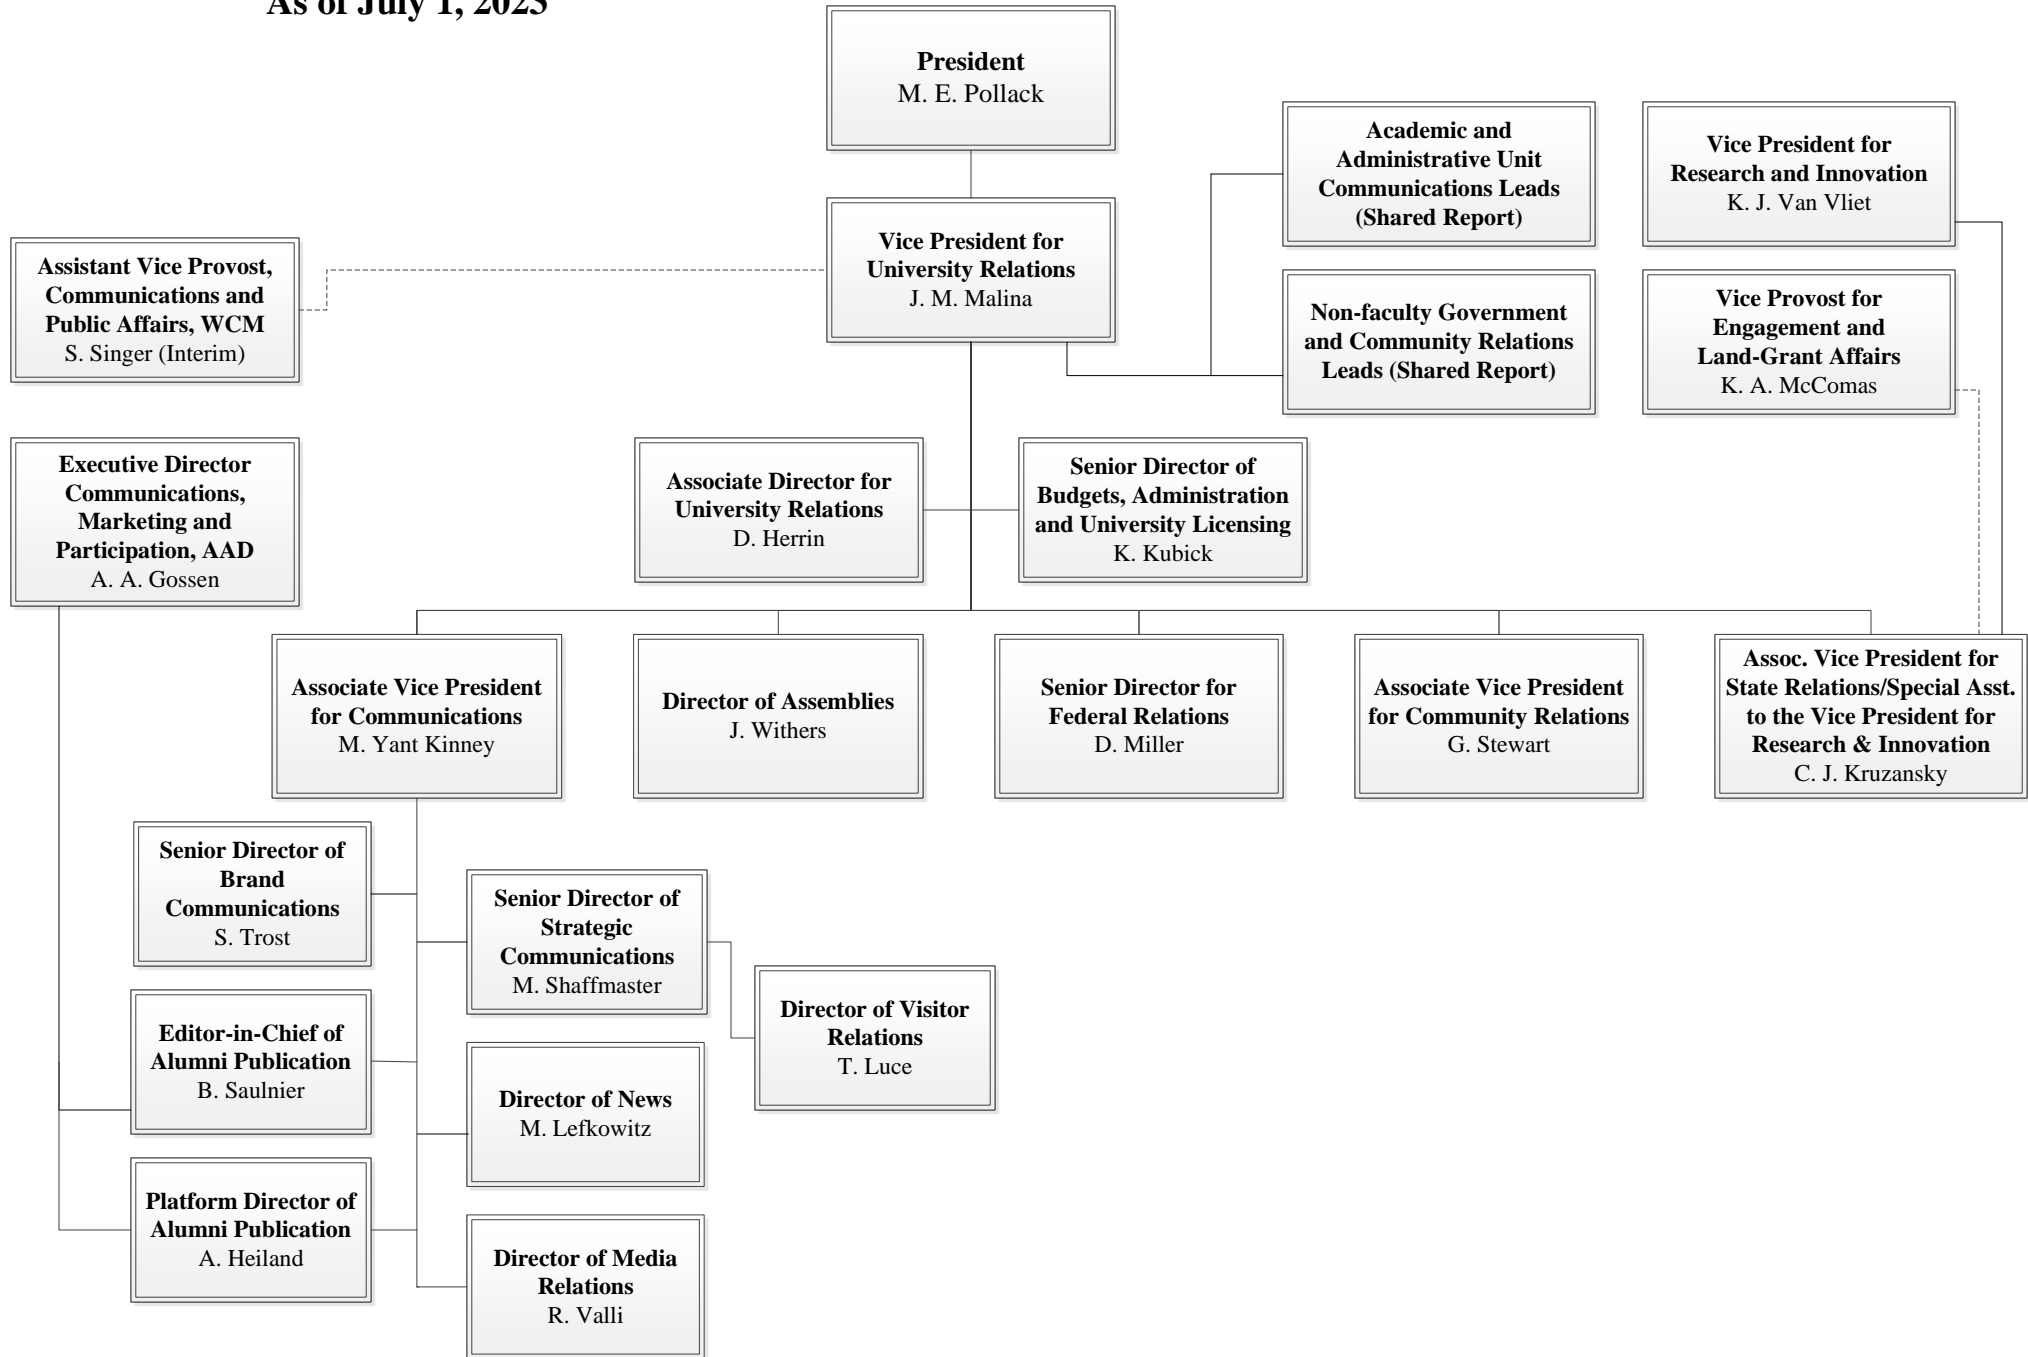 As of July 1, 2023
President
M. E. Pollack
Academic and
Administrative Unit
Communications Leads
(Shared Report)
Vice President for
Research and Innovation
K. J. Van Vliet
Vice President for
University Relations
J. M. Malina
Assistant Vice Provost,
Communications and
Public Affairs, WCM
S. Singer (Interim)
Non-faculty Government
and Community Relations
Leads (Shared Report)
Vice Provost for
Engagement and
Land-Grant Affairs
K. A. McComas
Executive Director
Communications,
Marketing and
Participation, AAD
A. A. Gossen
Associate Director for
University Relations
D. Herrin
Senior Director of
Budgets, Administration
and University Licensing
K. Kubick
Associate Vice President
for Communications
M. Yant Kinney
Director of Assemblies
J. Withers
Senior Director for
Federal Relations
D. Miller
Associate Vice President
for Community Relations
G. Stewart
Assoc. Vice President for
State Relations/Special Asst.
to the Vice President for
Research & Innovation
C. J. Kruzansky
Senior Director of
Brand
Communications
S. Trost
Senior Director of
Strategic
Communications
M. Shaffmaster
Director of Visitor
Relations
T. Luce
Editor-in-Chief of
Alumni Publication
B. Saulnier
Director of News
M. Lefkowitz
Platform Director of
Alumni Publication
A. Heiland
Director of Media
Relations
R. Valli